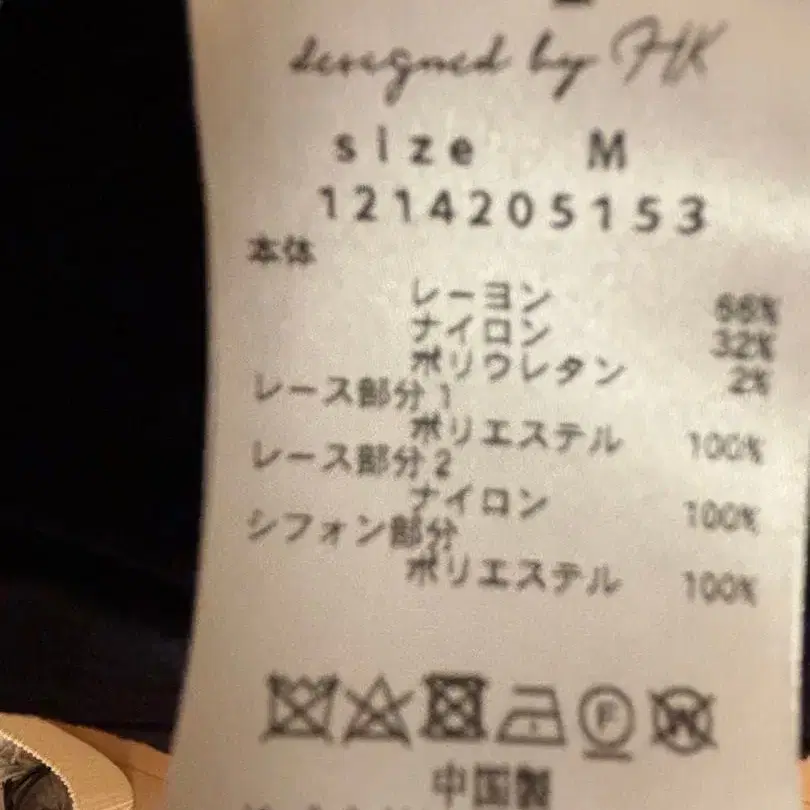 designed by HK
size M
1214205153
本体
レーヨン 66%
ナイロン 32%
ポリウレタン 2%
レース部分1
ポリエステル 100%
レース部分2
ナイロン 100%
シフォン部分
ポリエステル 100%
F
W
中国製